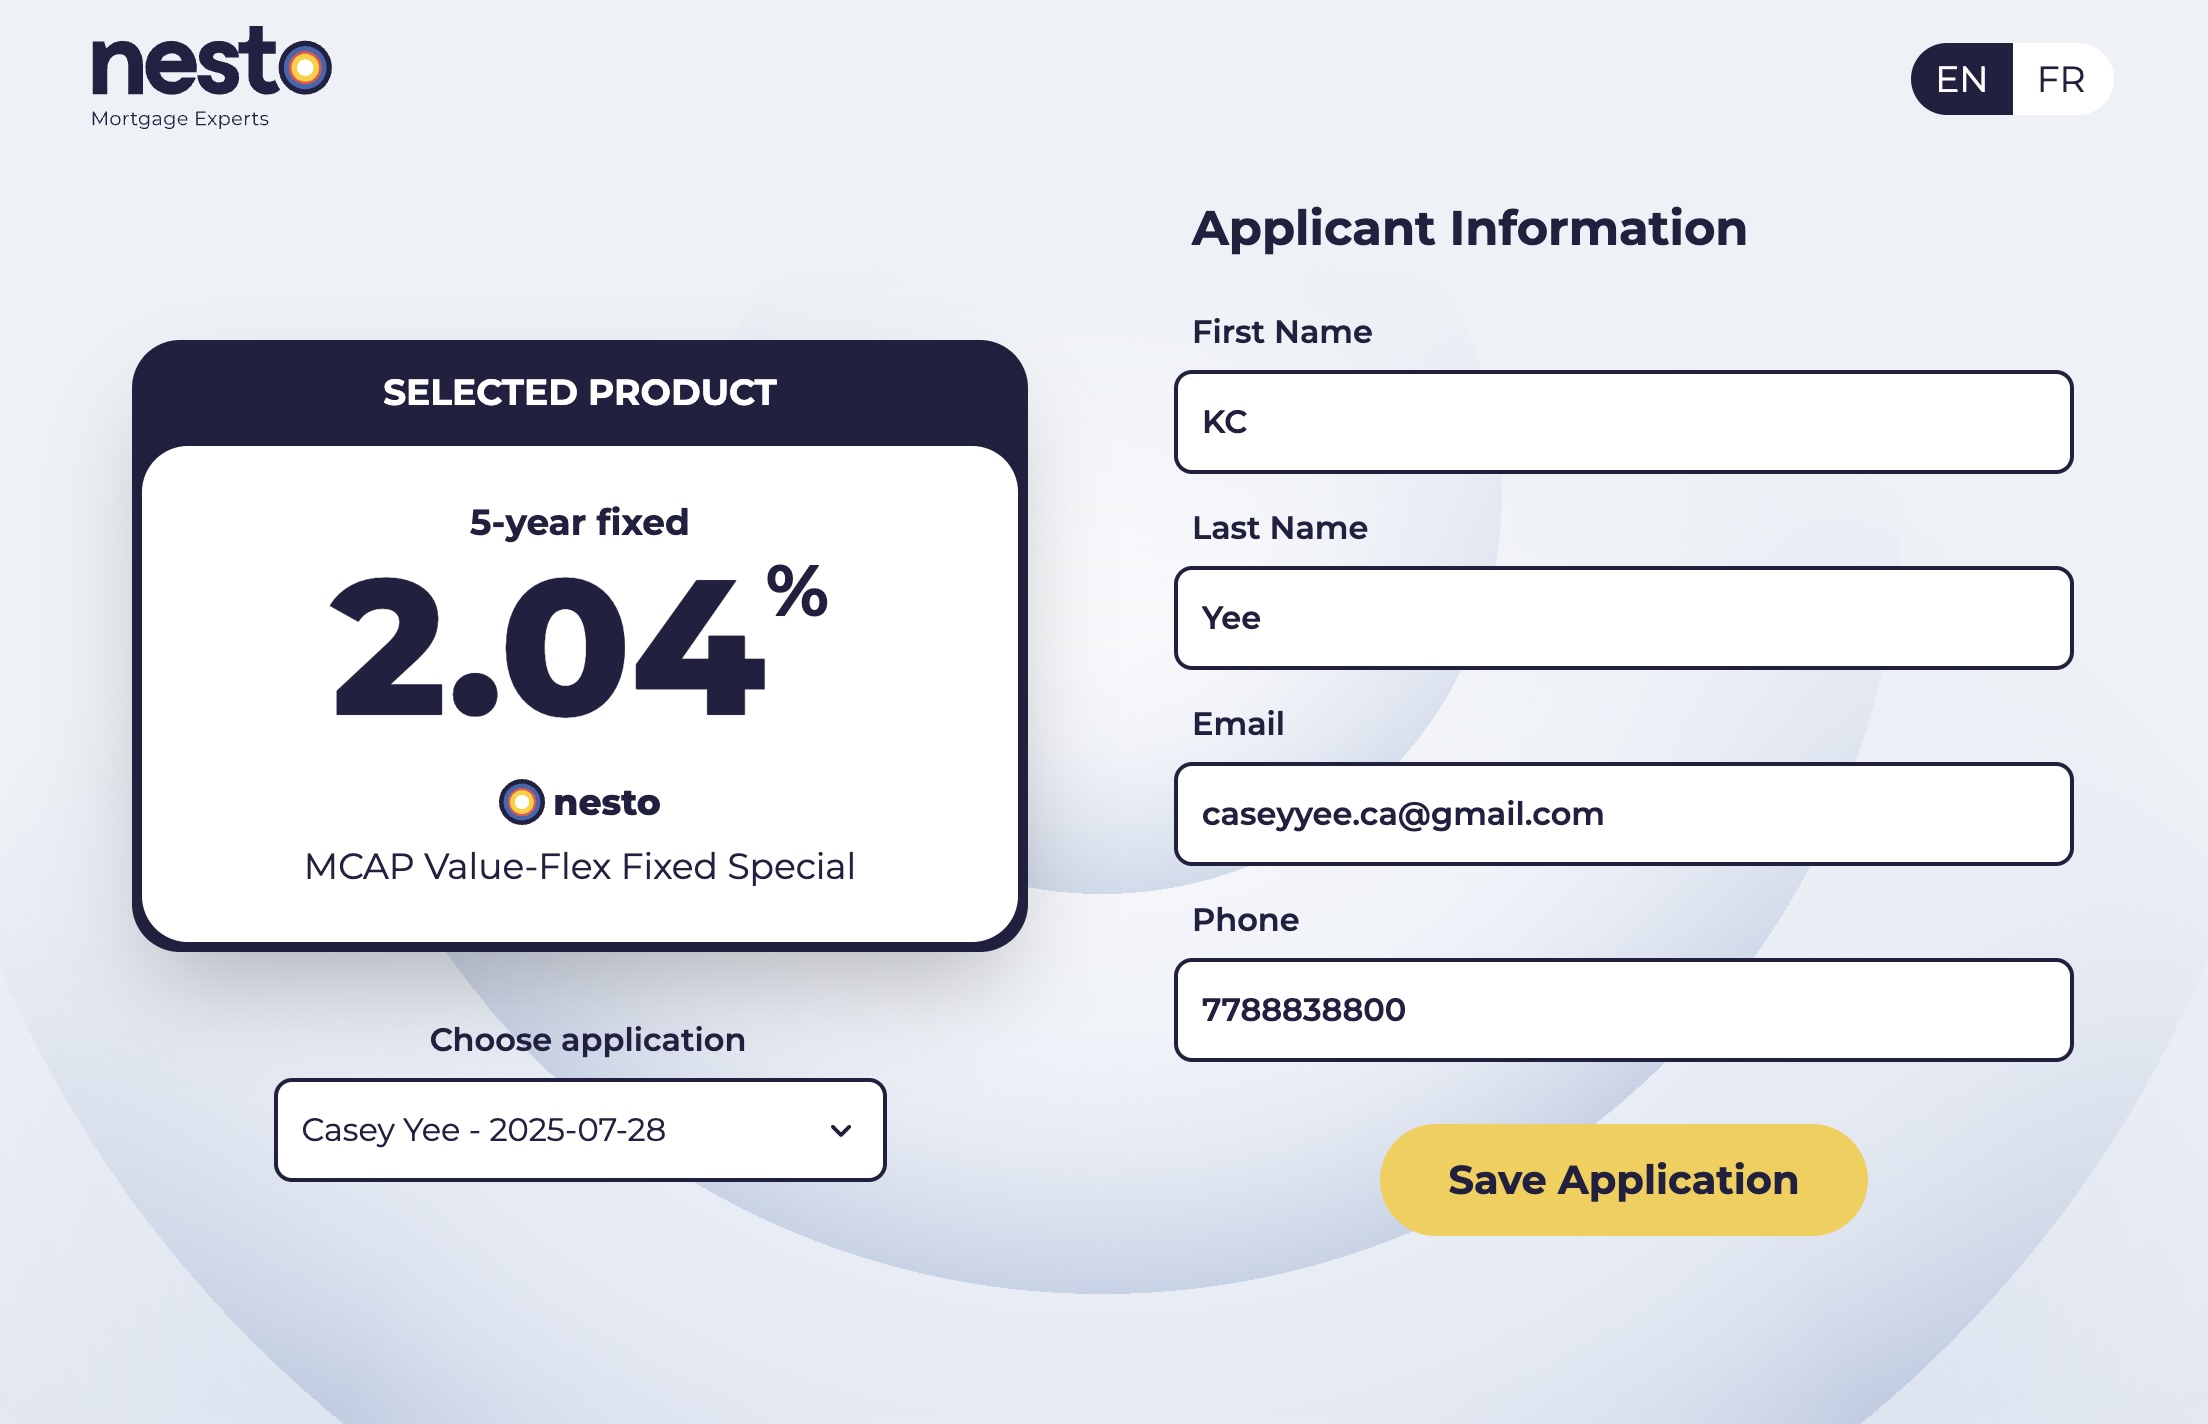 nesto
Mortgage Experts
EN FR
SELECTED PRODUCT
5-year fixed
2.04%
nesto
MCAP Value-Flex Fixed Special
Choose application
Casey Yee - 2025-07-28
Applicant Information
First Name
KC
Last Name
Yee
Email
caseyyee.ca@gmail.com
Phone
7788838800
Save Application